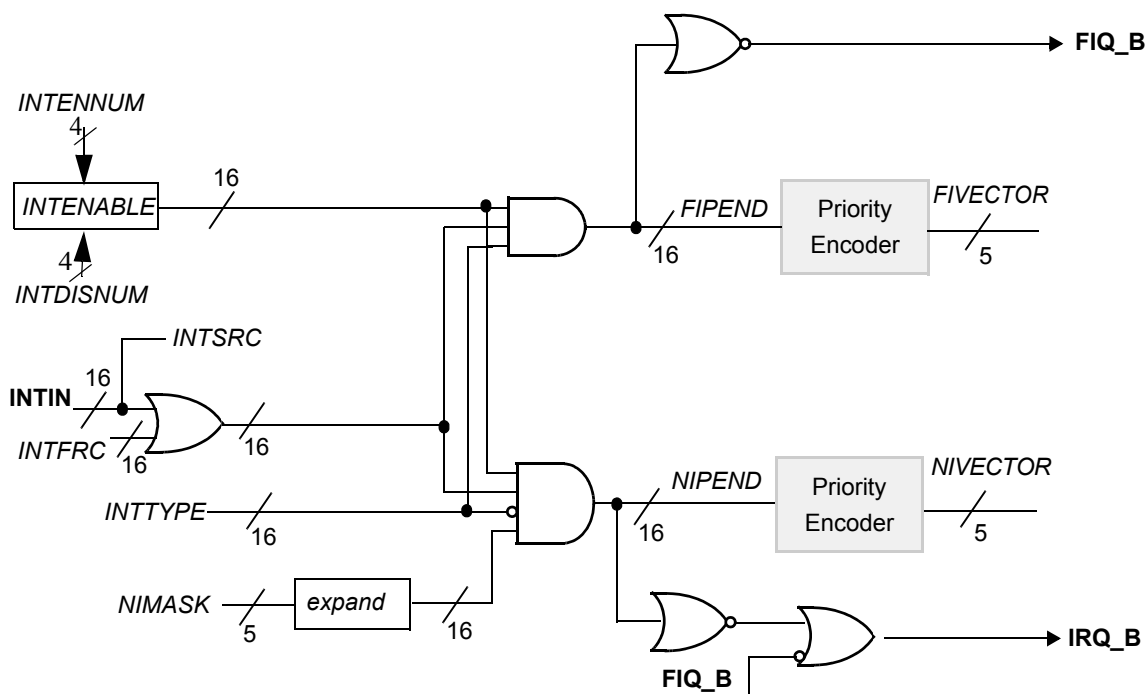 FIQ_B
INTENNUM
4
INTENABLE
16
4
INTDISNUM
FIPEND
16
Priority
Encoder
FIVECTOR
5
INTSRC
INTIN
16
INTFRC
16
16
INTTYPE
16
NIMASK
5
expand
16
NIPEND
16
Priority
Encoder
NIVECTOR
5
FIQ_B
IRQ_B